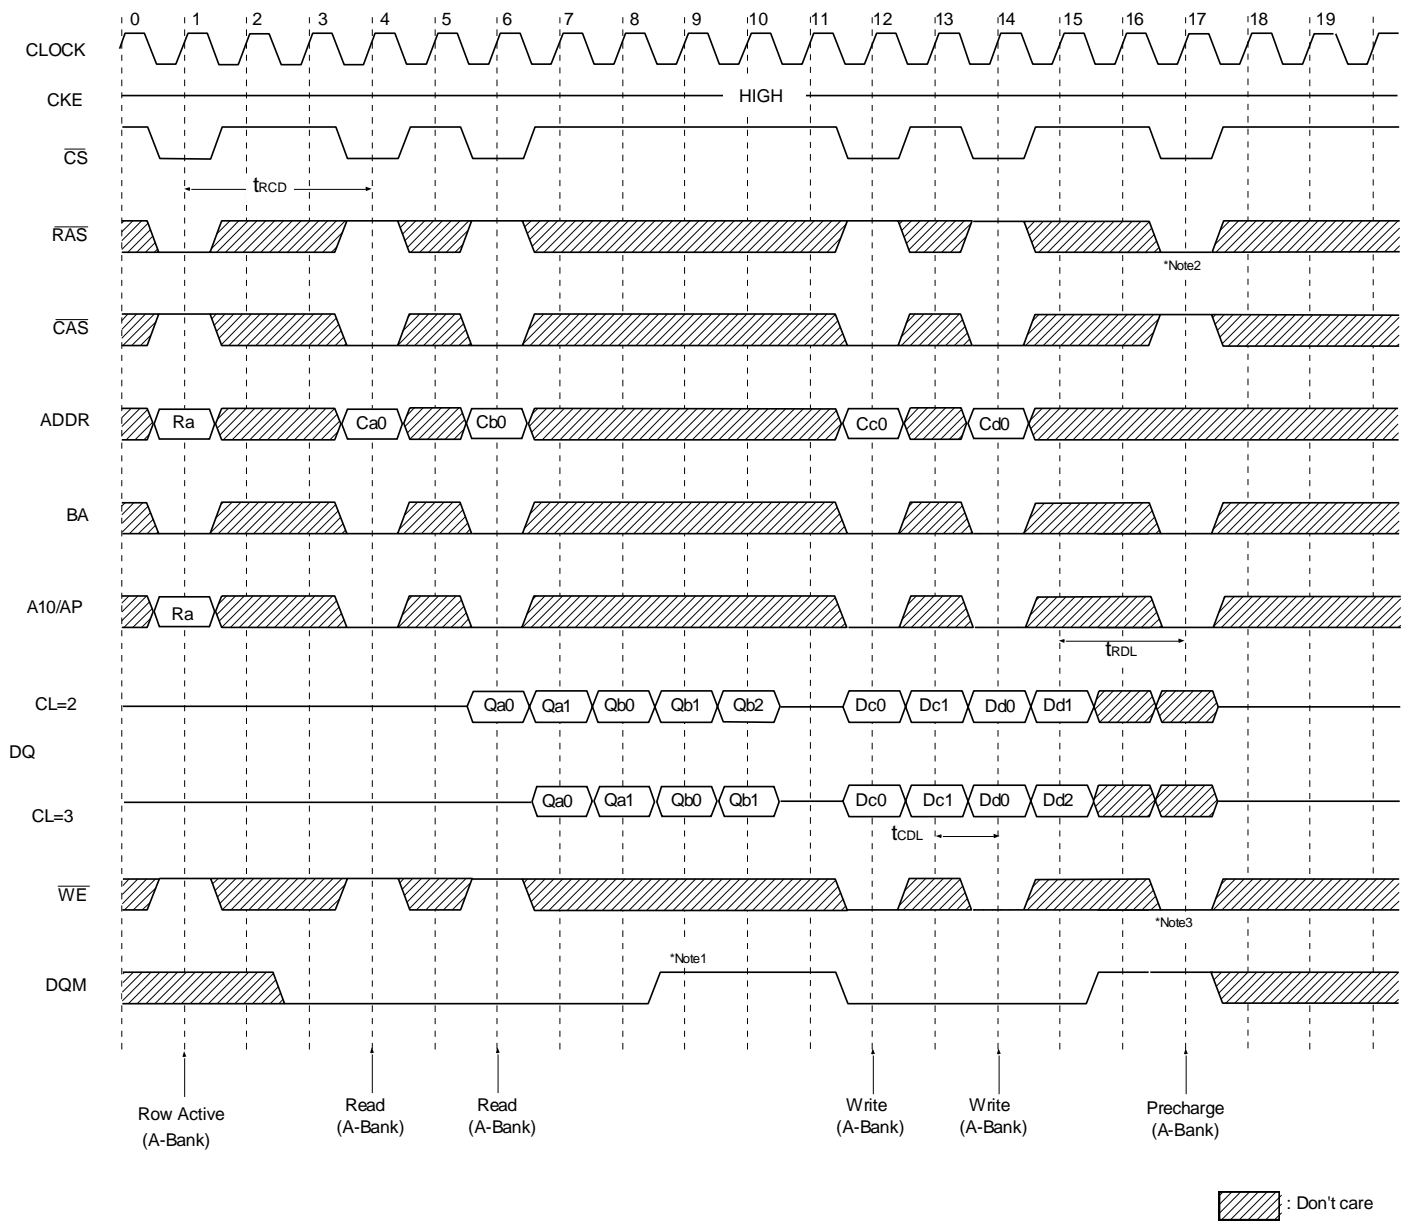 0 1 2 3 4 5 6 7 8 9 10 11 12 13 14 15 16 17 18 19
CLOCK
CKE HIGH
CS
tRCD
RAS
*Note2
CAS
ADDR Ra Ca0 Cb0 Cc0 Cd0
BA
A10/AP Ra
tRDL
CL=2 Qa0 Qa1 Qb0 Qb1 Qb2 Dc0 Dc1 Dd0 Dd1
DQ
CL=3 Qa0 Qa1 Qb0 Qb1 Dc0 Dc1 Dd0 Dd2
tCDL
WE
*Note3
*Note1
DQM
Row Active
(A-Bank)
Read
(A-Bank)
Read
(A-Bank)
Write
(A-Bank)
Write
(A-Bank)
Precharge
(A-Bank)
: Don't care